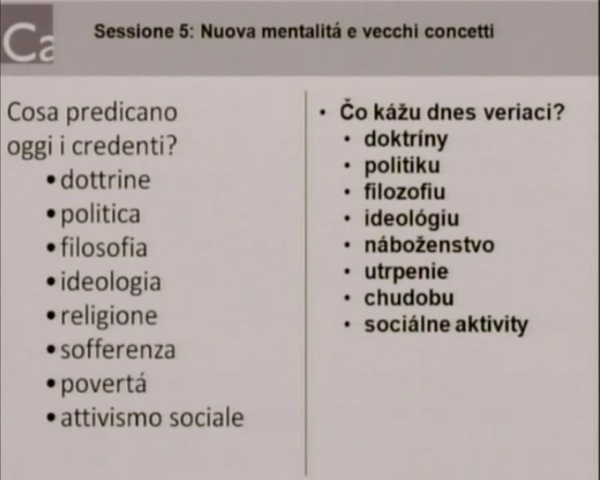 Ca
Sessione 5: Nuova mentalitá e vecchi concetti
Cosa predicano
oggi i credenti?
• dottrine
• politica
• filosofia
• ideologia
• religione
• sofferenza
• povertá
• attivismo sociale
• Čo kážu dnes veriaci?
• doktríny
• politiku
• filozofiu
• ideológiu
• náboženstvo
• utrpenie
• chudobu
• sociálne aktivity